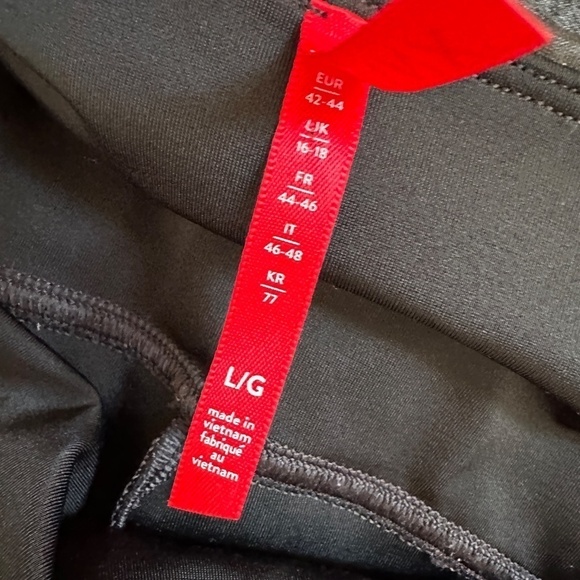 EUR
42-44
UK
16-18
FR
44-46
IT
46-48
KR
77
L/G
made in
vietnam
fabriqué
au
vietnam